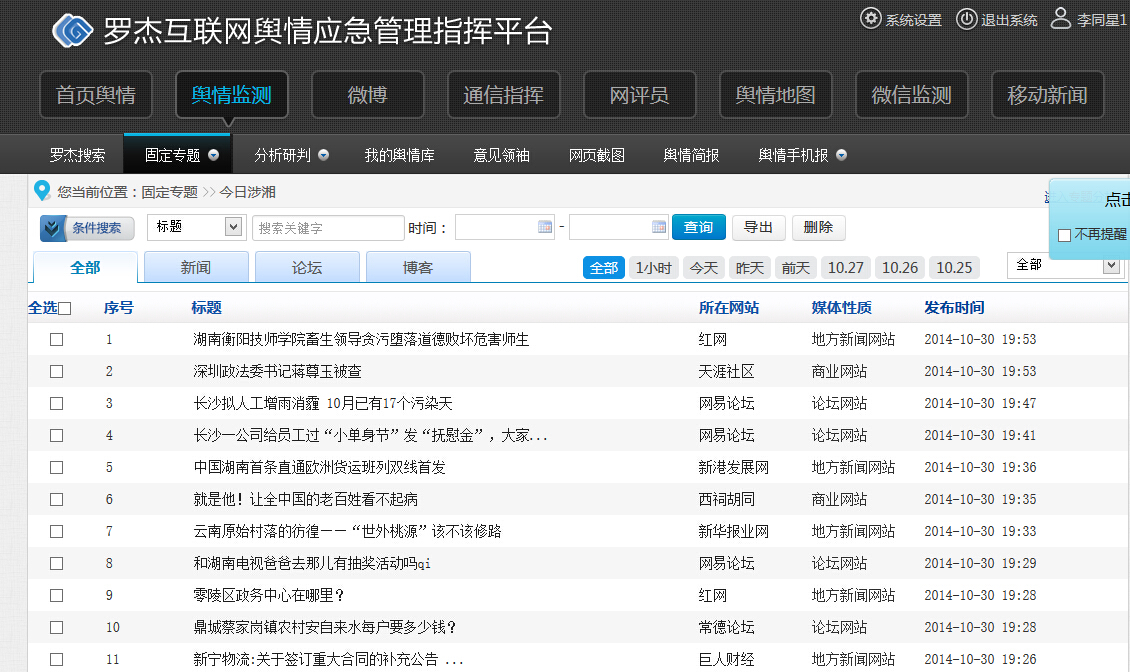 罗杰互联网舆情应急管理指挥平台
系统设置 退出系统 李同星1
首页舆情 舆情监测 微博 通信指挥 网评员 舆情地图 微信监测 移动新闻
罗杰搜索 固定专题 分析研判 我的舆情库 意见领袖 网页截图 舆情简报 舆情手机报
您当前位置：固定专题 >> 今日涉湘
点击
条件搜索 标题 搜索关键字 时间： - 查询 导出 删除
不再提醒
全部 新闻 论坛 博客 全部 1小时 今天 昨天 前天 10.27 10.26 10.25 全部
全选 序号 标题 所在网站 媒体性质 发布时间
1 湖南衡阳技师学院畜生领导贪污堕落道德败坏危害师生 红网 地方新闻网站 2014-10-30 19:53
2 深圳政法委书记蒋尊玉被查 天涯社区 商业网站 2014-10-30 19:53
3 长沙拟人工增雨消霾 10月已有17个污染天 网易论坛 论坛网站 2014-10-30 19:47
4 长沙一公司给员工过“小单身节”发“抚慰金”，大家... 网易论坛 论坛网站 2014-10-30 19:41
5 中国湖南首条直通欧洲货运班列双线首发 新港发展网 地方新闻网站 2014-10-30 19:36
6 就是他！让全中国的老百姓看不起病 西祠胡同 商业网站 2014-10-30 19:35
7 云南原始村落的彷徨——“世外桃源”该不该修路 新华报业网 地方新闻网站 2014-10-30 19:33
8 和湖南电视爸爸去那儿有抽奖活动吗qi 网易论坛 论坛网站 2014-10-30 19:29
9 零陵区政务中心在哪里？ 红网 地方新闻网站 2014-10-30 19:28
10 鼎城蔡家岗镇农村安自来水每户要多少钱？ 常德论坛 论坛网站 2014-10-30 19:28
11 新宁物流:关于签订重大合同的补充公告 ... 巨人财经 地方新闻网站 2014-10-30 19:26